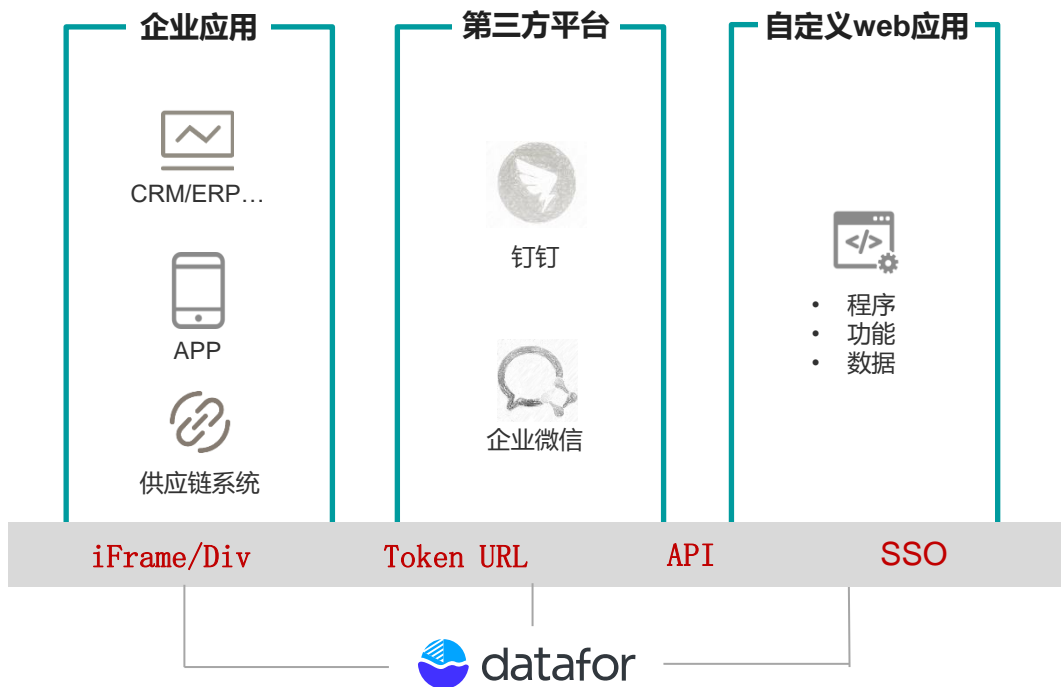 企业应用
第三方平台
自定义web应用
CRM/ERP…
APP
供应链系统
钉钉
企业微信
</>
• 程序
• 功能
• 数据
iFrame/Div
Token URL
API
SSO
datafor